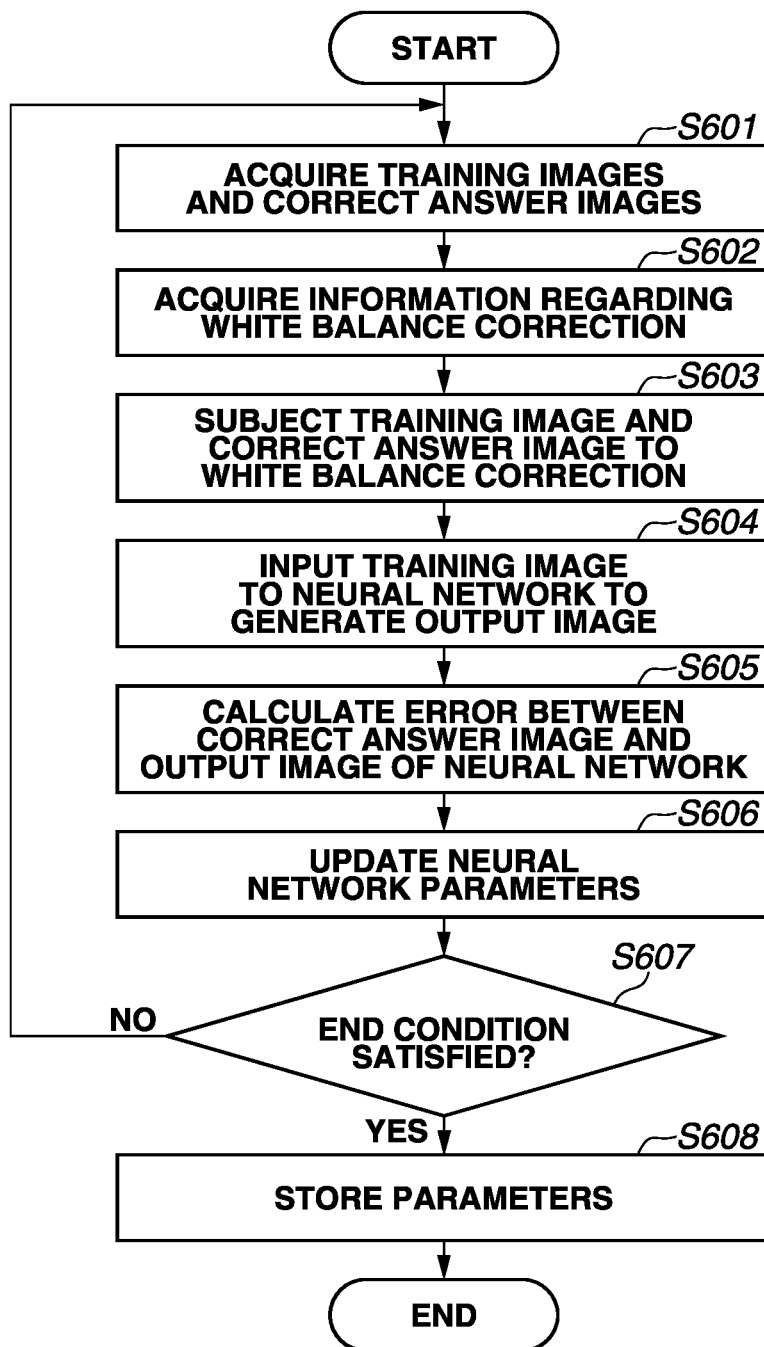 START
S601
ACQUIRE TRAINING IMAGES
AND CORRECT ANSWER IMAGES
S602
ACQUIRE INFORMATION REGARDING
WHITE BALANCE CORRECTION
S603
SUBJECT TRAINING IMAGE AND
CORRECT ANSWER IMAGE TO
WHITE BALANCE CORRECTION
S604
INPUT TRAINING IMAGE
TO NEURAL NETWORK TO
GENERATE OUTPUT IMAGE
S605
CALCULATE ERROR BETWEEN
CORRECT ANSWER IMAGE AND
OUTPUT IMAGE OF NEURAL NETWORK
S606
UPDATE NEURAL
NETWORK PARAMETERS
S607
NO
END CONDITION
SATISFIED?
YES
S608
STORE PARAMETERS
END